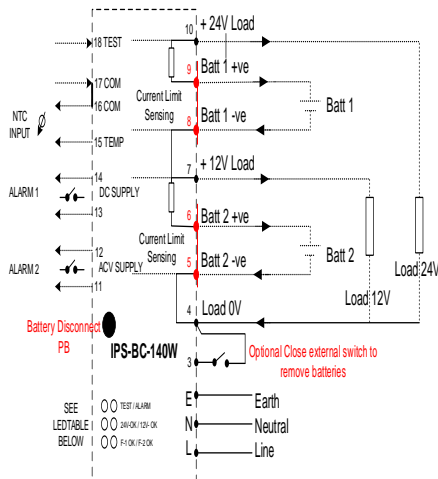 10 + 24V Load
18 TEST
9 Batt 1 +ve
17 COM
16 COM
Current Limit
Sensing
Batt 1
NTC
INPUT
8 Batt 1 -ve
15 TEMP
7 + 12V Load
14
ALARM 1
DC SUPPLY
13
6 Batt 2 +ve
12
Current Limit
Sensing
Batt 2
ALARM 2
ACV SUPPLY
5 Batt 2 -ve
Load 24V
11
Load 12V
4 Load 0V
Battery Disconnect
PB
IPS-BC-140W
Optional Close external switch to
remove batteries
3
E Earth
SEE
LEDTABLE
BELOW
TEST / ALARM
24V-OK / 12V- OK
F-1 OK / F-2 OK
N Neutral
L Line